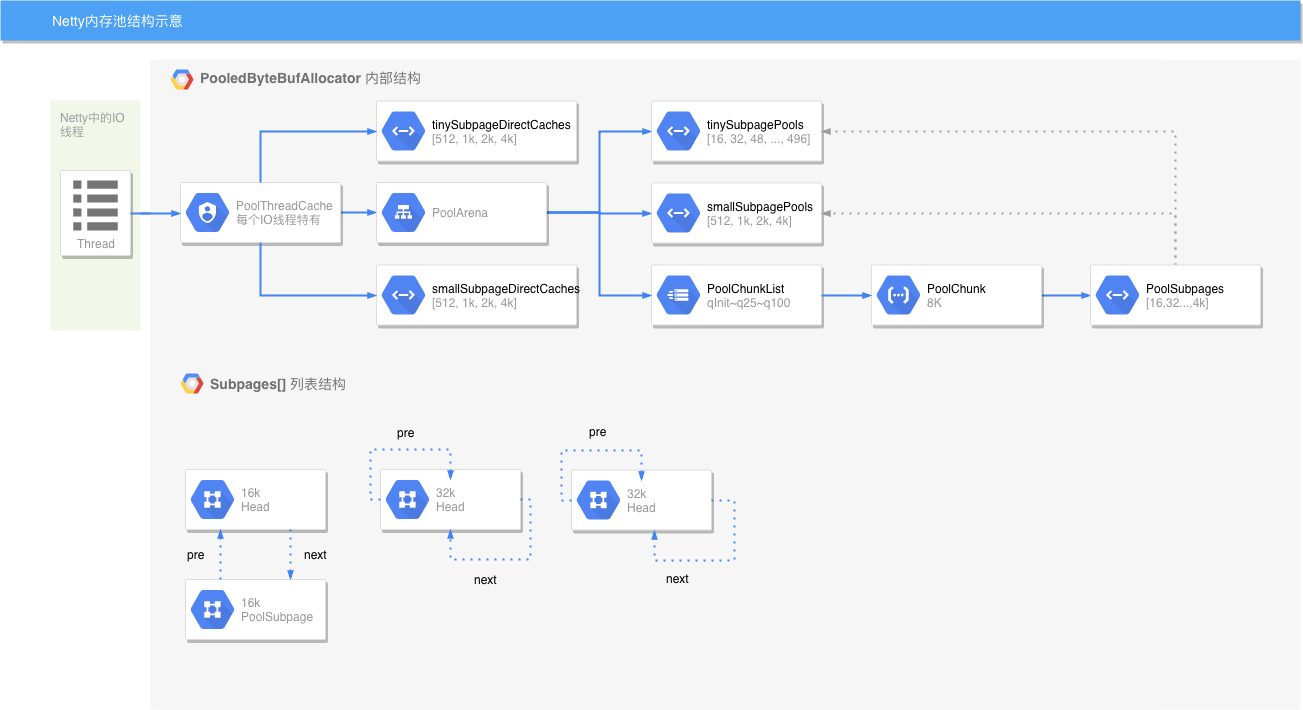 Netty内存池结构示意
PooledByteBufAllocator 内部结构
Netty中的IO
线程
Thread
PoolThreadCache
每个IO线程特有
tinySubpageDirectCaches
[512, 1k, 2k, 4k]
PoolArena
smallSubpageDirectCaches
[512, 1k, 2k, 4k]
tinySubpagePools
[16, 32, 48, ..., 496]
smallSubpagePools
[512, 1k, 2k, 4k]
PoolChunkList
qInit~q25~q100
PoolChunk
8K
PoolSubpages
[16,32...,4k]
Subpages[] 列表结构
16k
Head
pre
next
16k
PoolSubpage
pre
32k
Head
next
pre
32k
Head
next